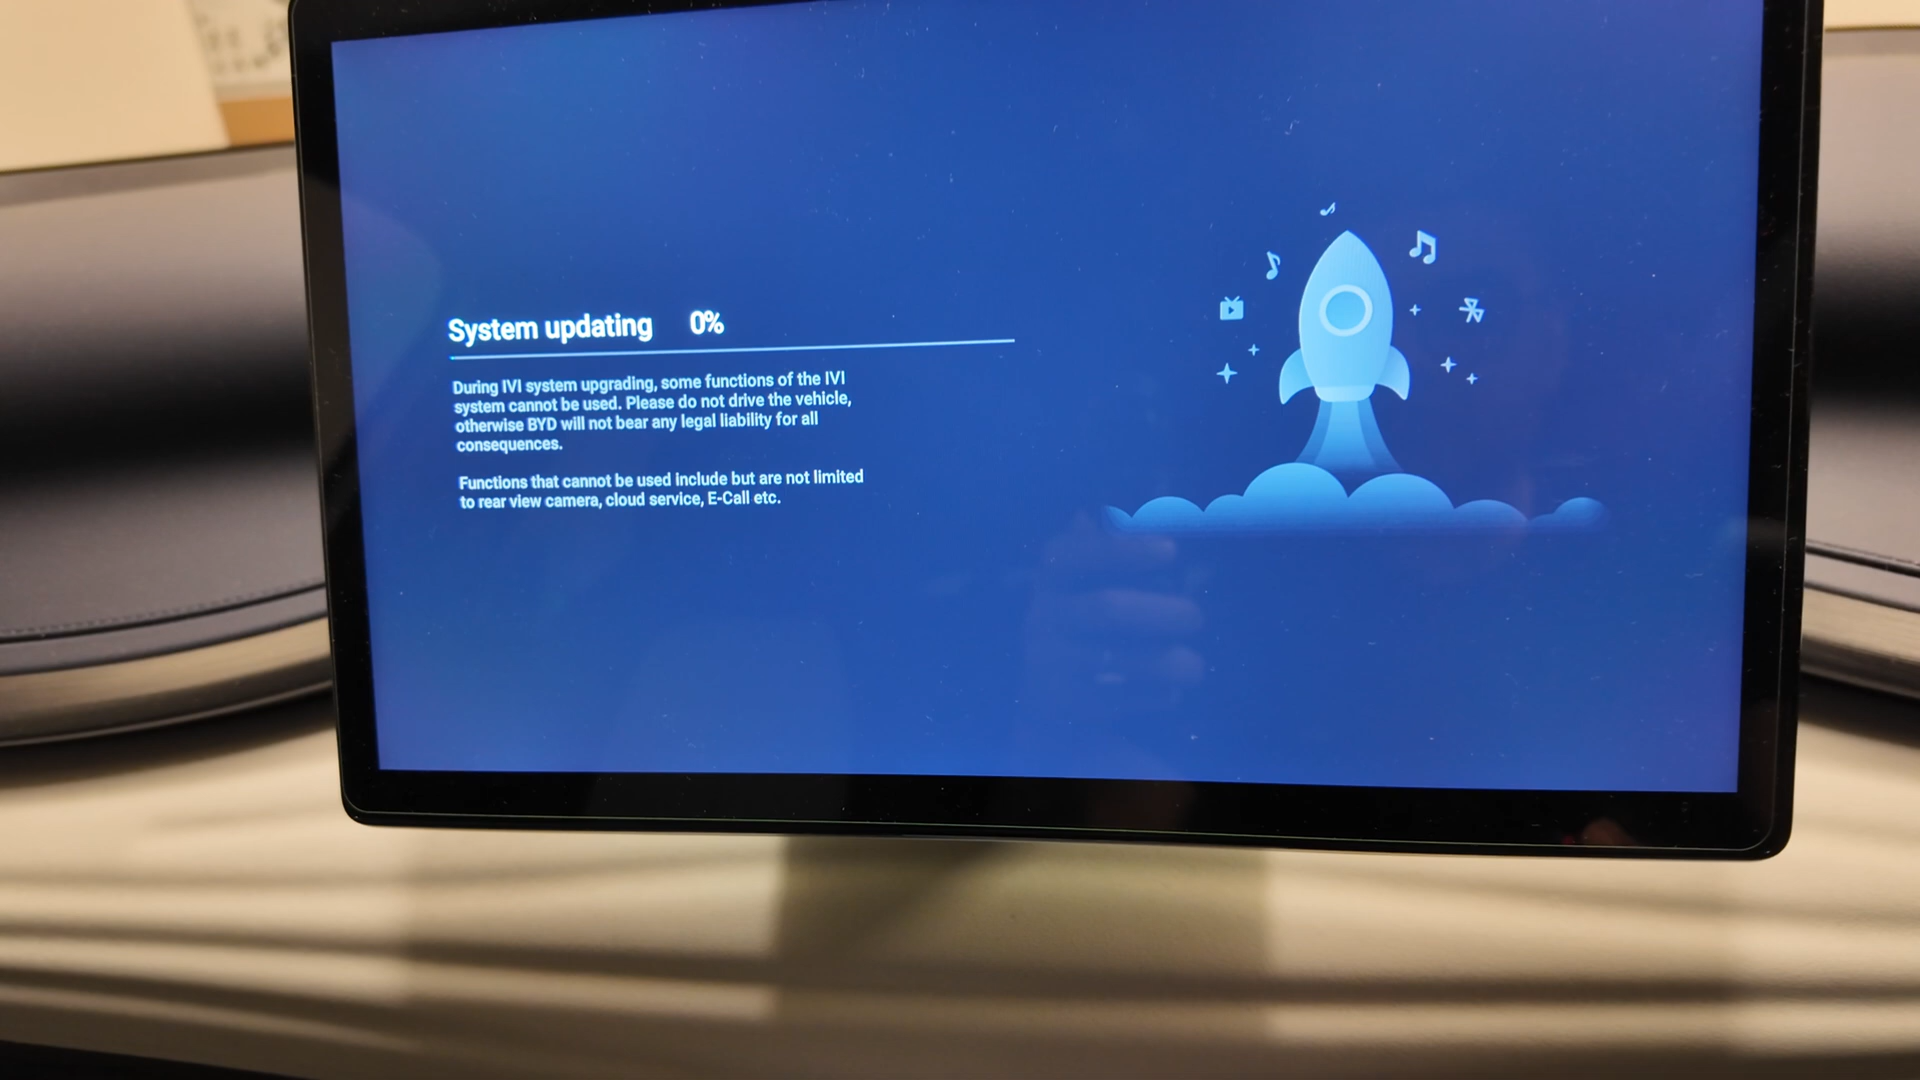 System updating 0%
During IVI system upgrading, some functions of the IVI
system cannot be used. Please do not drive the vehicle,
otherwise BYD will not bear any legal liability for all
consequences.
Functions that cannot be used include but are not limited
to rear view camera, cloud service, E-Call etc.